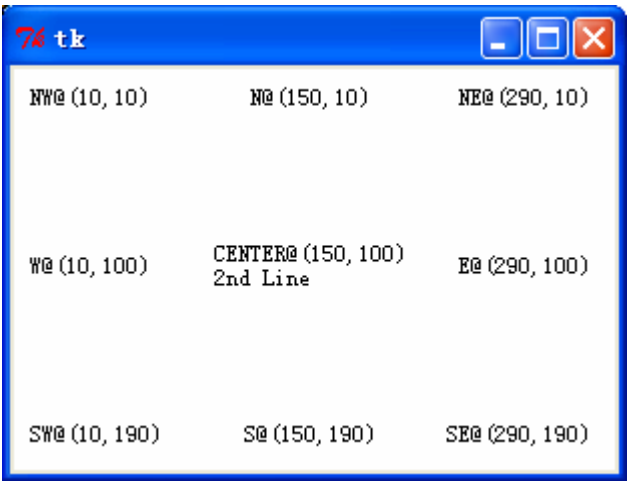 Tk tk
NW@(10, 10) N@(150, 10) NE@(290, 10)
W@(10, 100) CENTER@(150, 100) E@(290, 100)
2nd Line
SW@(10, 190) S@(150, 190) SE@(290, 190)